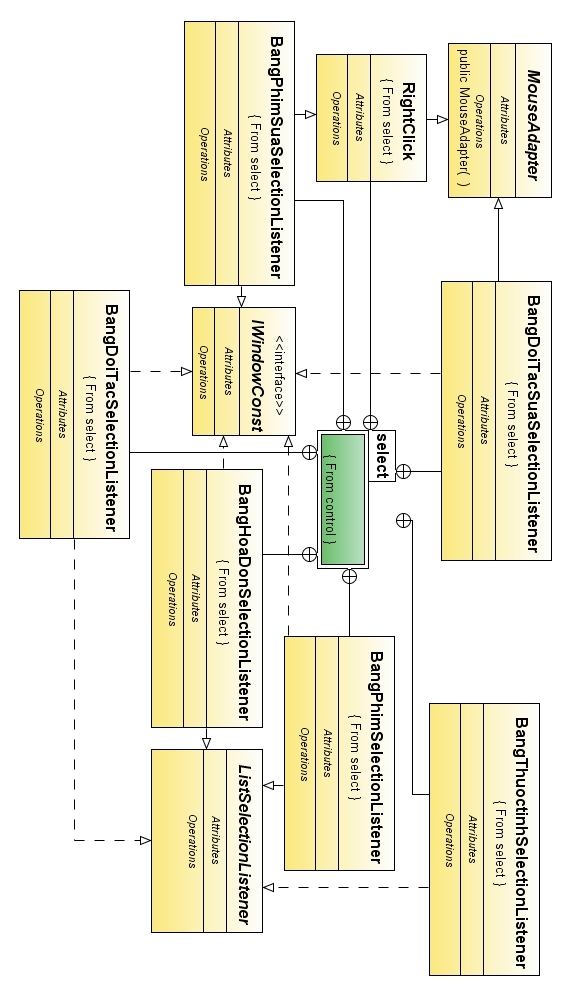 MouseAdapter
Attributes
Operations
public MouseAdapter( )
BangDoiTacSuaSelectionListener
{ From select }
Attributes
Operations
BangThuoctinhSelectionListener
{ From select }
Attributes
Operations
RightClick
{ From select }
Attributes
Operations
select
{ From control }
BangPhimSelectionListener
{ From select }
Attributes
Operations
BangPhimSuaSelectionListener
{ From select }
Attributes
Operations
<<interface>>
IWindowConst
Attributes
Operations
BangHoaDonSelectionListener
{ From select }
Attributes
Operations
ListSelectionListener
Attributes
Operations
BangDoiTacSelectionListener
{ From select }
Attributes
Operations